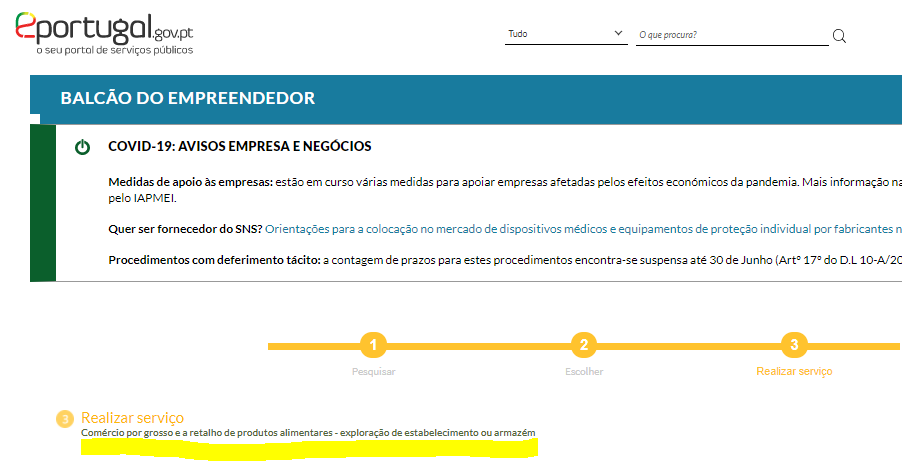 eportugal.gov.pt
o seu portal de serviços públicos
Tudo
O que procura?
BALCÃO DO EMPREENDEDOR
COVID-19: AVISOS EMPRESA E NEGÓCIOS
Medidas de apoio às empresas: estão em curso várias medidas para apoiar empresas afetadas pelos efeitos económicos da pandemia. Mais informação na
pelo IAPMEI.
Quer ser fornecedor do SNS? Orientações para a colocação no mercado de dispositivos médicos e equipamentos de proteção individual por fabricantes n
Procedimentos com deferimento tácito: a contagem de prazos para estes procedimentos encontra-se suspensa até 30 de Junho (Artº 17º do D.L 10-A/20
1
2
3
Pesquisar
Escolher
Realizar serviço
3 Realizar serviço
Comércio por grosso e a retalho de produtos alimentares - exploração de estabelecimento ou armazém